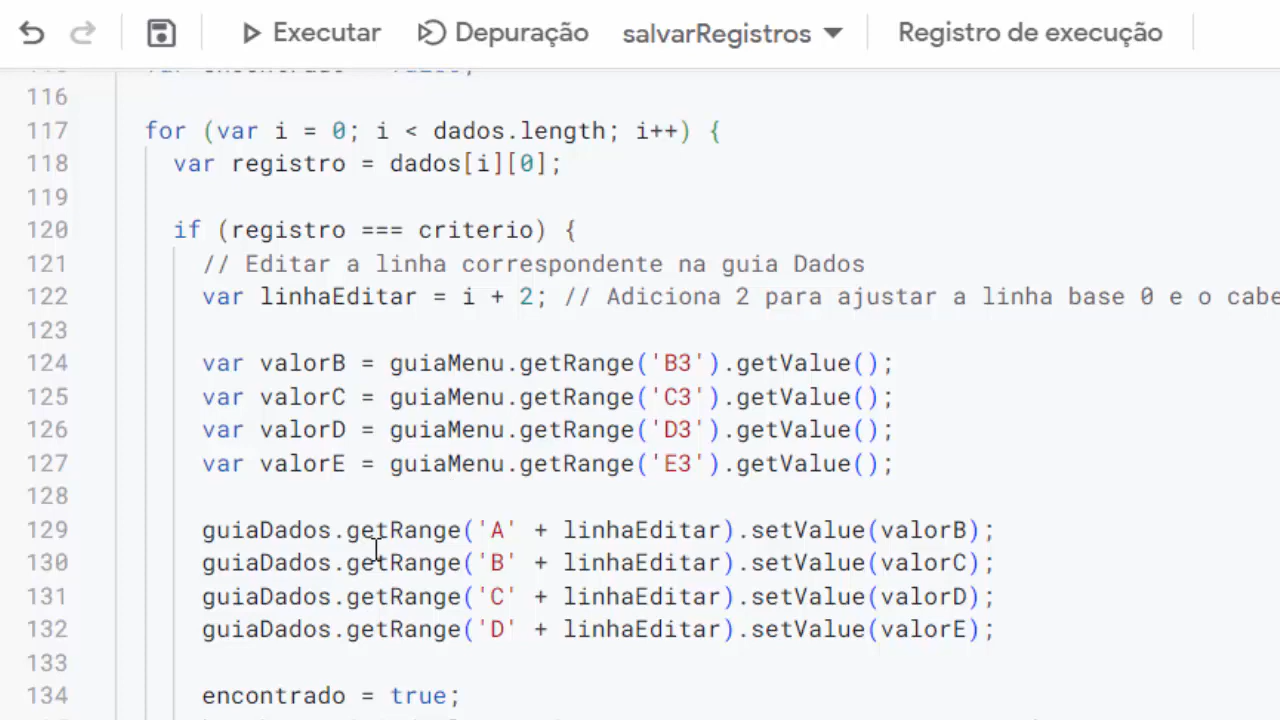 Executar Depuração salvarRegistros Registro de execução
116
117 for (var i = 0; i < dados.length; i++) {
118 var registro = dados[i][0];
119
120 if (registro === criterio) {
121 // Editar a linha correspondente na guia Dados
122 var linhaEditar = i + 2; // Adiciona 2 para ajustar a linha base 0 e o cabe
123
124 var valorB = guiaMenu.getRange('B3').getValue();
125 var valorC = guiaMenu.getRange('C3').getValue();
126 var valorD = guiaMenu.getRange('D3').getValue();
127 var valorE = guiaMenu.getRange('E3').getValue();
128
129 guiaDados.getRange('A' + linhaEditar).setValue(valorB);
130 guiaDados.getRange('B' + linhaEditar).setValue(valorC);
131 guiaDados.getRange('C' + linhaEditar).setValue(valorD);
132 guiaDados.getRange('D' + linhaEditar).setValue(valorE);
133
134 encontrado = true;